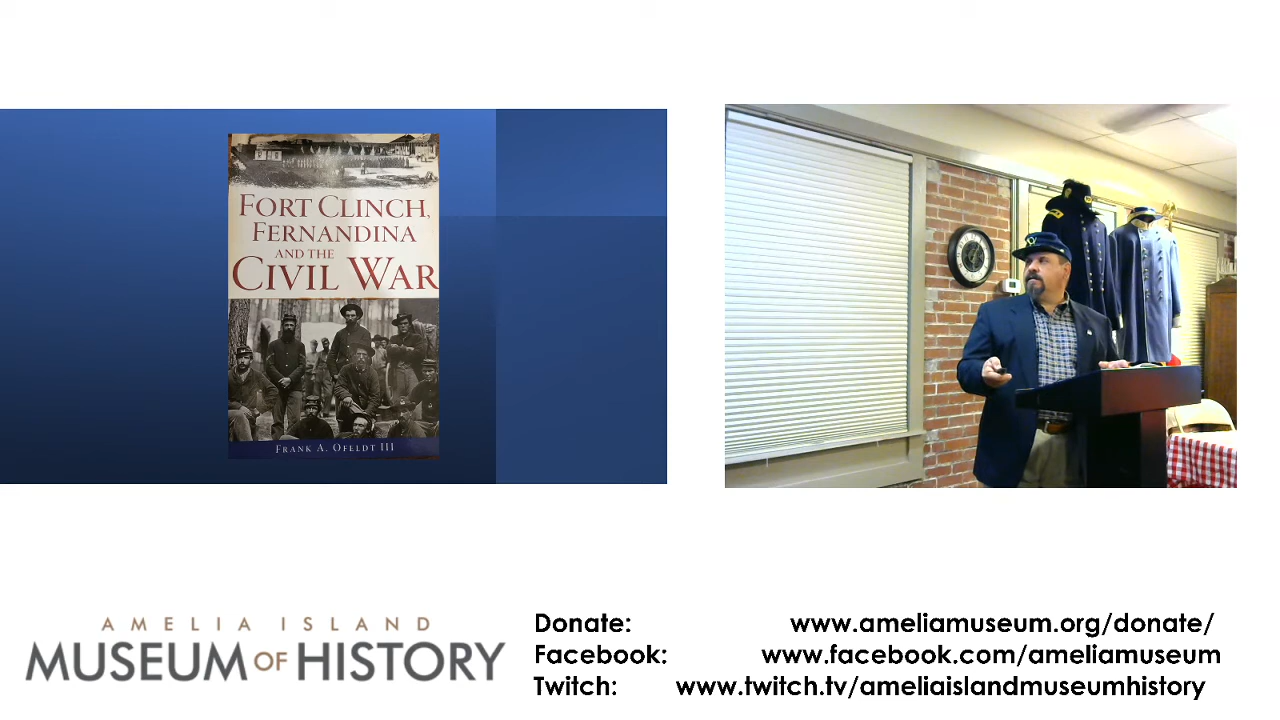 FORT CLINCH,
FERNANDINA
AND THE
CIVIL WAR
FRANK A. OFELDT III
AMELIA ISLAND
MUSEUM OF HISTORY
Donate: www.ameliamuseum.org/donate/
Facebook: www.facebook.com/ameliamuseum
Twitch: www.twitch.tv/ameliaislandmuseumhistory